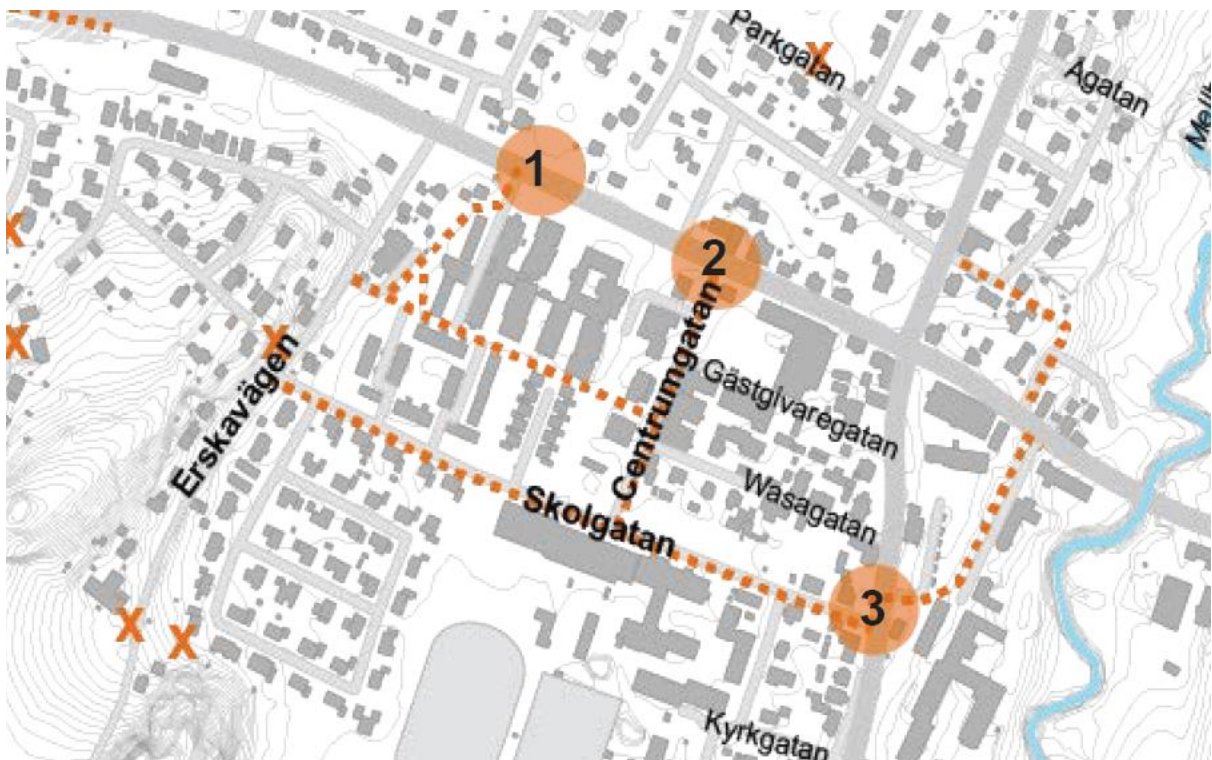 Parkgatan
Ågatan
1
2
Erskavägen
Centrumgatan
Gästgivaregatan
Wasagatan
Skolgatan
3
Kyrkgatan